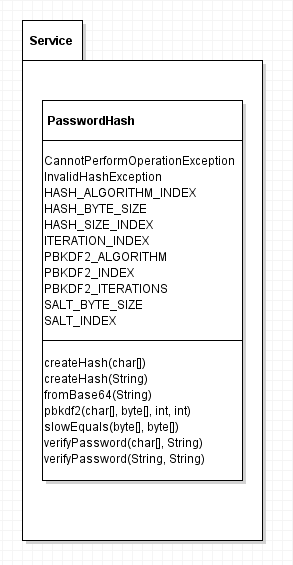 Service
PasswordHash
CannotPerformOperationException
InvalidHashException
HASH_ALGORITHM_INDEX
HASH_BYTE_SIZE
HASH_SIZE_INDEX
ITERATION_INDEX
PBKDF2_ALGORITHM
PBKDF2_INDEX
PBKDF2_ITERATIONS
SALT_BYTE_SIZE
SALT_INDEX
createHash(char[])
createHash(String)
fromBase64(String)
pbkdf2(char[], byte[], int, int)
slowEquals(byte[], byte[])
verifyPassword(char[], String)
verifyPassword(String, String)